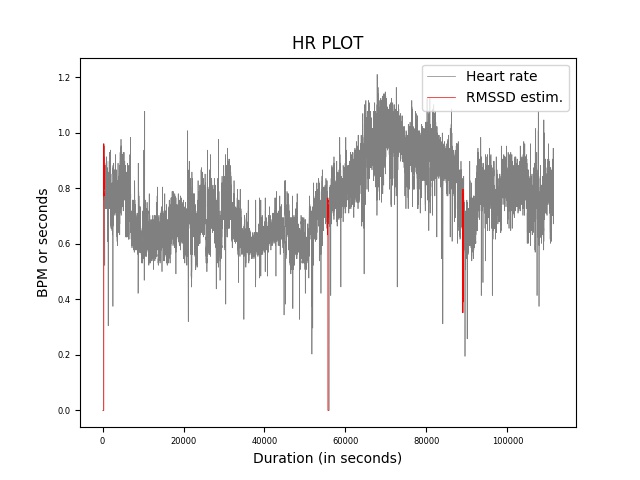 HR PLOT
Heart rate
RMSSD estim.
BPM or seconds
1.2
1.0
0.8
0.6
0.4
0.2
0.0
0
20000
40000
60000
80000
100000
Duration (in seconds)